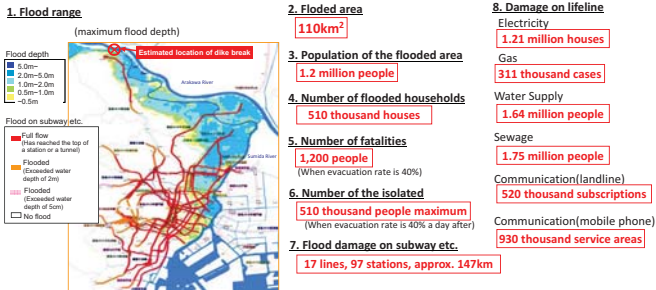 1. Flood range
(maximum flood depth)
Estimated location of dike break
Flood depth
5.0m~
2.0m~5.0m
1.0m~2.0m
0.5m~1.0m
~0.5m
Arakawa River
Sumida River
Flood on subway etc.
Full flow
(Has reached the top of
a station or a tunnel)
Flooded
(Exceeded water
depth of 2m)
Flooded
(Exceeded water
depth of 5cm)
No flood
2. Floded area
110km²
3. Population of the flooded area
1.2 million people
4. Number of flooded households
510 thousand houses
5. Number of fatalities
1,200 people
(When evacuation rate is 40%)
6. Number of the isolated
510 thousand people maximum
(When evacuation rate is 40% a day after)
7. Flood damage on subway etc.
17 lines, 97 stations, approx. 147km
8. Damage on lifeline
Electricity
1.21 million houses
Gas
311 thousand cases
Water Supply
1.64 million people
Sewage
1.75 million people
Communication(landline)
520 thousand subscriptions
Communication(mobile phone)
930 thousand service areas